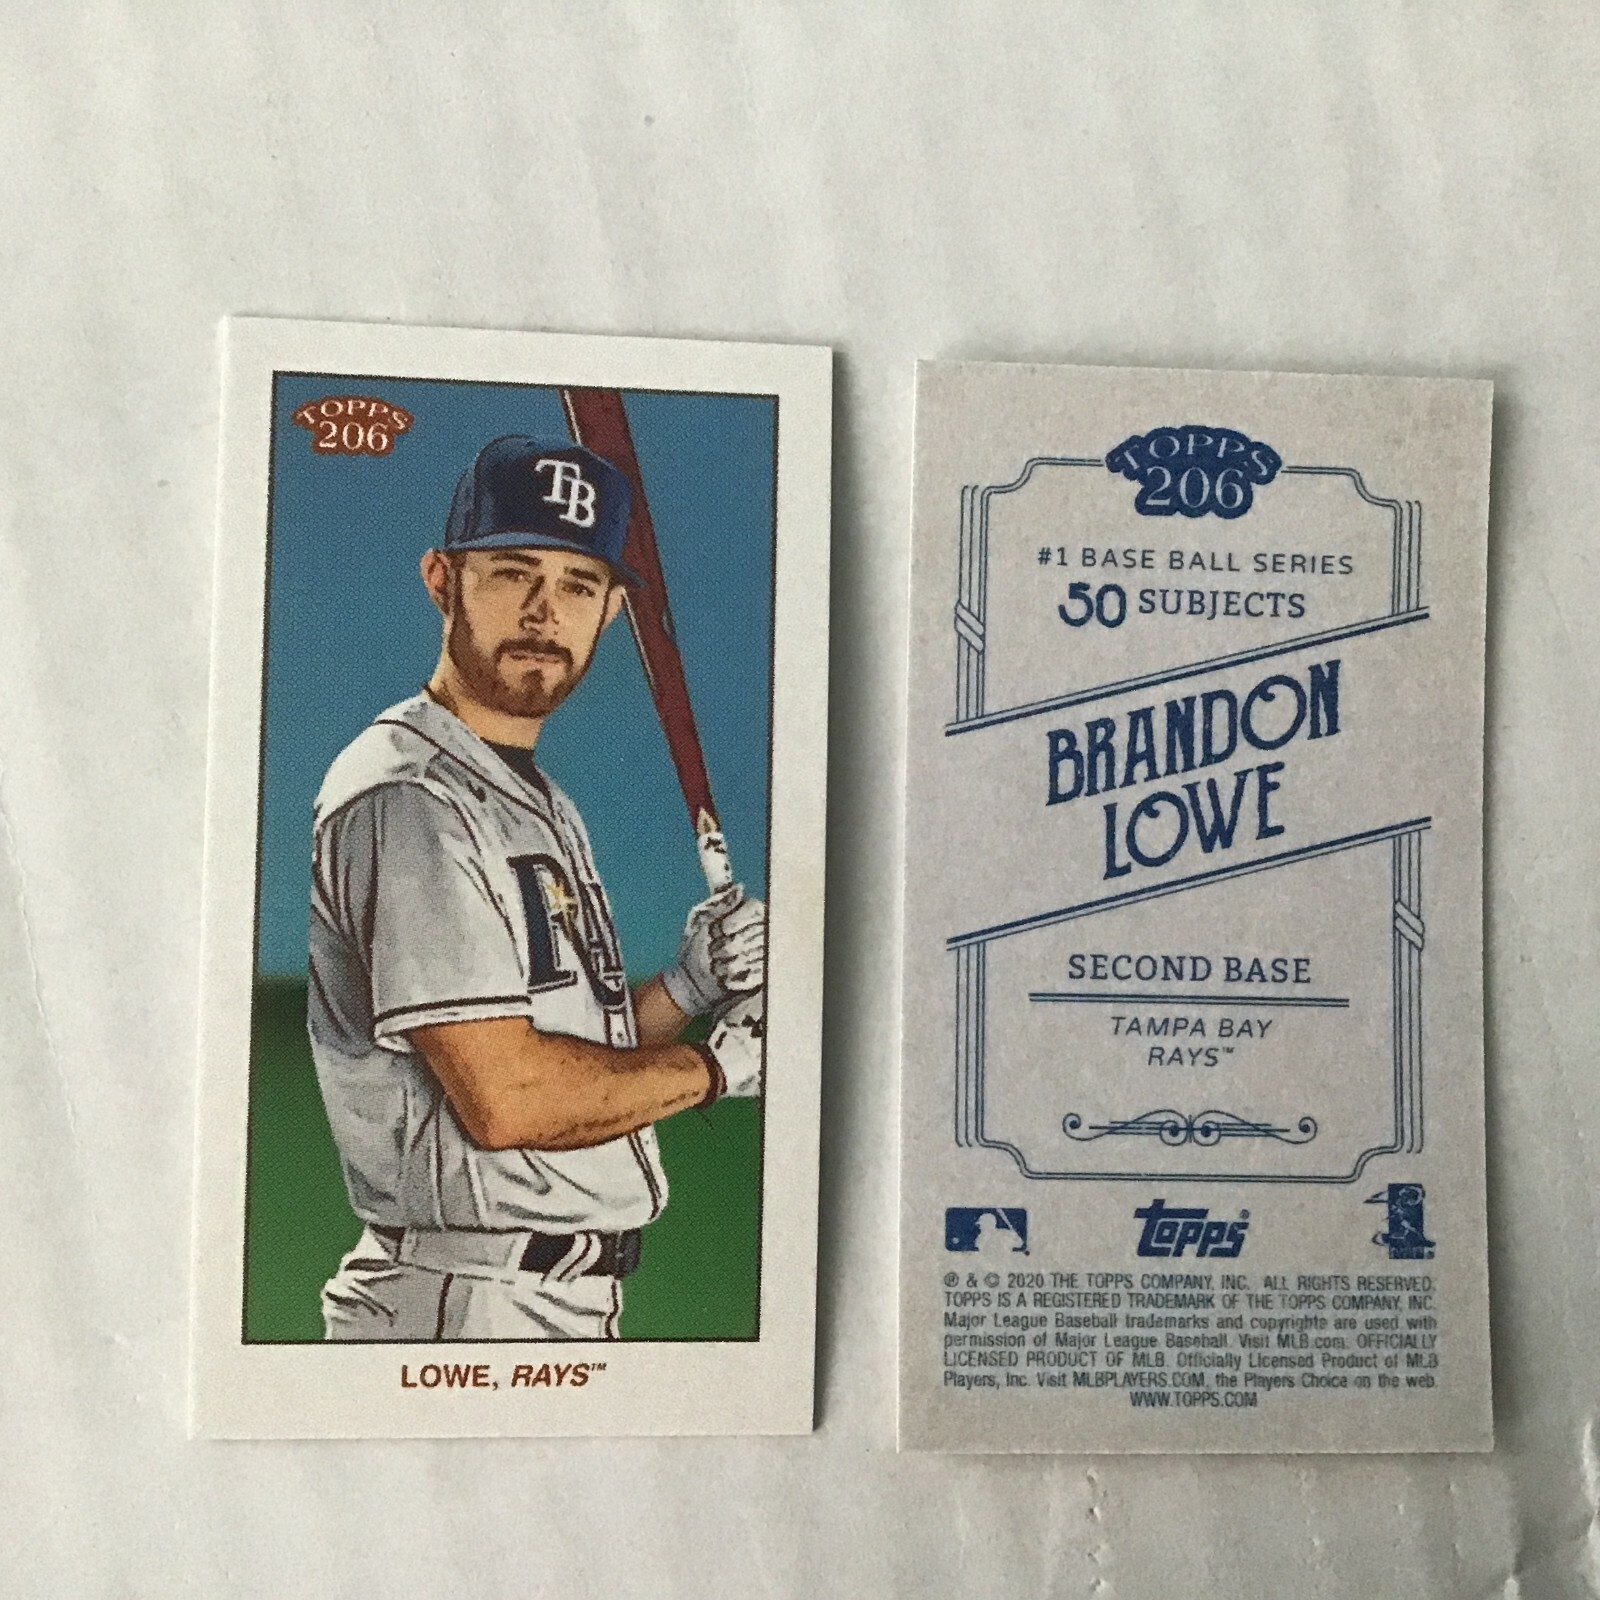 TOPPS
206
TB
LOWE, RAYS™
TOPPS
206
#1 BASE BALL SERIES
50 SUBJECTS
BRANDON
LOWE
SECOND BASE
TAMPA BAY
RAYS™
topps®
℗ & © 2020 THE TOPPS COMPANY, INC. ALL RIGHTS RESERVED.
TOPPS IS A REGISTERED TRADEMARK OF THE TOPPS COMPANY, INC.
Major League Baseball trademarks and copyrights are used with
permission of Major League Baseball. Visit MLB.com. OFFICIALLY
LICENSED PRODUCT OF MLB. Officially Licensed Product of MLB
Players, Inc. Visit MLBPLAYERS.COM, the Players Choice on the web.
WWW.TOPPS.COM